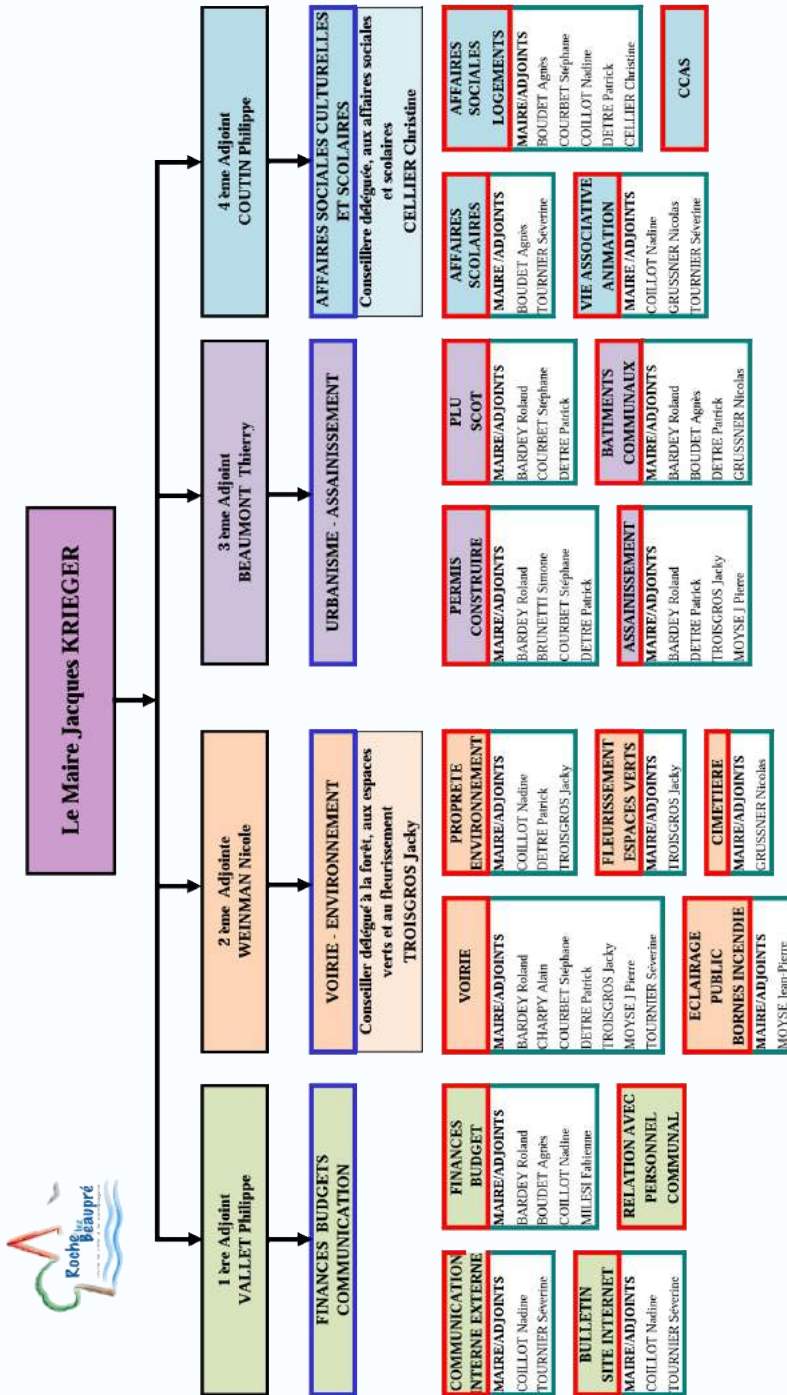 Roche lez
Beaupré
Le Maire Jacques KRIEGER
1 ère Adjoint
VALLET Philippe
FINANCES BUDGETS
COMMUNICATION
COMMUNICATION
INTERNE EXTERNE
MAIRE/ADJOINTS
COILLOT Nadine
TOURNIER Séverine
FINANCES
BUDGET
MAIRE/ADJOINTS
BARDEY Roland
BOUDET Agnès
COILLOT Nadine
MILESI Fabienne
BULLETIN
SITE INTERNET
MAIRE/ADJOINTS
COILLOT Nadine
TOURNIER Séverine
RELATION AVEC
PERSONNEL
COMMUNAL
2 ème Adjointe
WEINMAN Nicole
VOIRIE - ENVIRONNEMENT
Conseiller délégué à la forêt, aux espaces
verts et au fleurissement
TROISGROS Jacky
VOIRIE
MAIRE/ADJOINTS
BARDEY Roland
CHARPY Alain
COURBET Stéphane
DETRE Patrick
TROISGROS Jacky
MOYSE J Pierre
TOURNIER Séverine
PROPRETE
ENVIRONNEMENT
MAIRE/ADJOINTS
COILLOT Nadine
DETRE Patrick
TROISGROS Jacky
FLEURISSEMENT
ESPACES VERTS
MAIRE/ADJOINTS
TROISGROS Jacky
ECLAIRAGE
PUBLIC
BORNES INCENDIE
MAIRE/ADJOINTS
MOYSE Jean-Pierre
CIMETIERE
MAIRE/ADJOINTS
GRUSSNER Nicolas
3 ème Adjoint
BEAUMONT Thierry
URBANISME - ASSAINISSEMENT
PERMIS
CONSTRUIRE
MAIRE/ADJOINTS
BARDEY Roland
BRUNETTI Simone
COURBET Stéphane
DETRE Patrick
PLU
SCOT
MAIRE/ADJOINTS
BARDEY Roland
COURBET Stéphane
DETRE Patrick
ASSAINISSEMENT
MAIRE/ADJOINTS
BARDEY Roland
DETRE Patrick
TROISGROS Jacky
MOYSE J Pierre
BATIMENTS
COMMUNAUX
MAIRE/ADJOINTS
BARDEY Roland
BOUDET Agnès
DETRE Patrick
GRUSSNER Nicolas
4 ème Adjoint
COUTIN Philippe
AFFAIRES SOCIALES CULTURELLES
ET SCOLAIRES
Conseillere déléguée, aux affaires sociales
et scolaires
CELLIER Christine
AFFAIRES
SCOLAIRES
MAIRE /ADJOINTS
BOUDET Agnès
TOURNIER Séverine
AFFAIRES
SOCIALES
LOGEMENTS
MAIRE/ADJOINTS
BOUDET Agnès
COURBET Stéphane
COILLOT Nadine
DETRE Patrick
CELLIER Christine
VIE ASSOCIATIVE
ANIMATION
MAIRE /ADJOINTS
COILLOT Nadine
GRUSSNER Nicolas
TOURNIER Séverine
CCAS